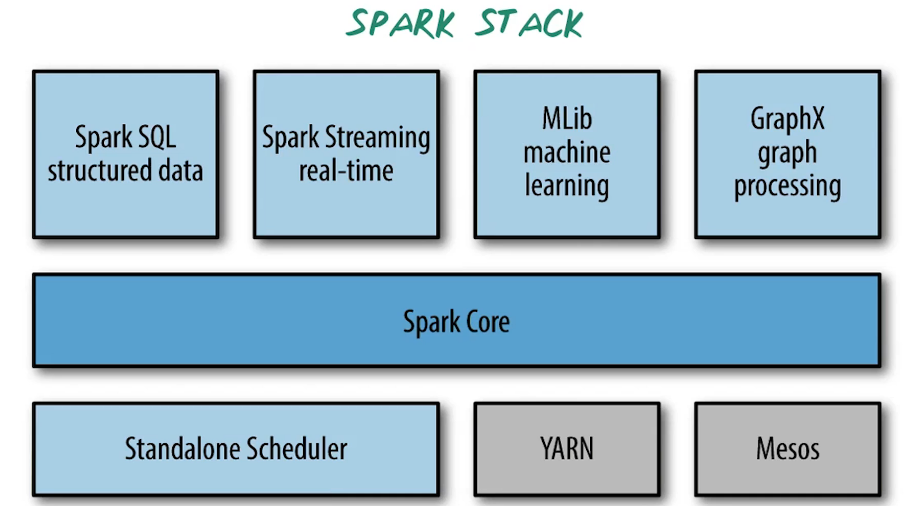 SPARK STACK
Spark SQL
structured data
Spark Streaming
real-time
MLib
machine
learning
GraphX
graph
processing
Spark Core
Standalone Scheduler
YARN
Mesos